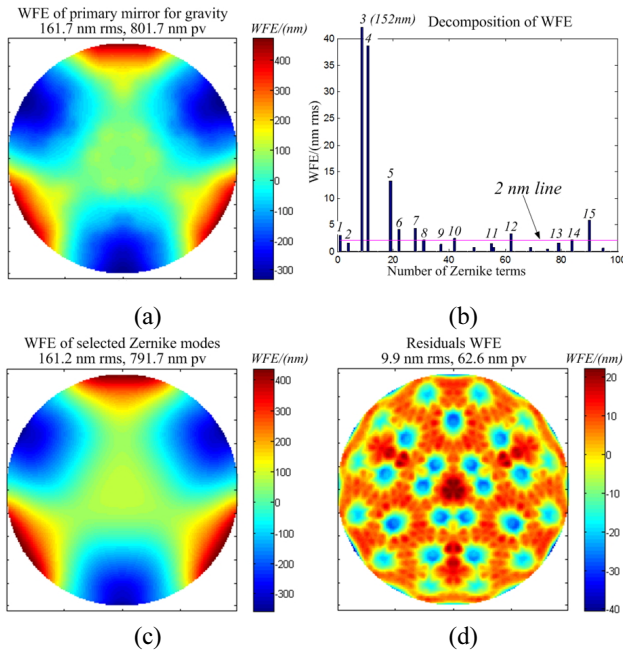 WFE of primary mirror for gravity
161.7 nm rms, 801.7 nm pv
WFE/(nm)
400
300
200
100
0
-100
-200
-300
(a)
3 (152nm) Decomposition of WFE
WFE/(nm rms)
40
35
30
25
20
15
10
5
0
0 20 40 60 80 100
1
2
4
5
6
7
8
9
10
11
12
13
14
15
2 nm line
Number of Zernike terms
(b)
WFE of selected Zernike modes
161.2 nm rms, 791.7 nm pv
WFE/(nm)
400
300
200
100
0
-100
-200
-300
(c)
Residuals WFE
9.9 nm rms, 62.6 nm pv
WFE/(nm)
20
10
0
-10
-20
-30
-40
(d)